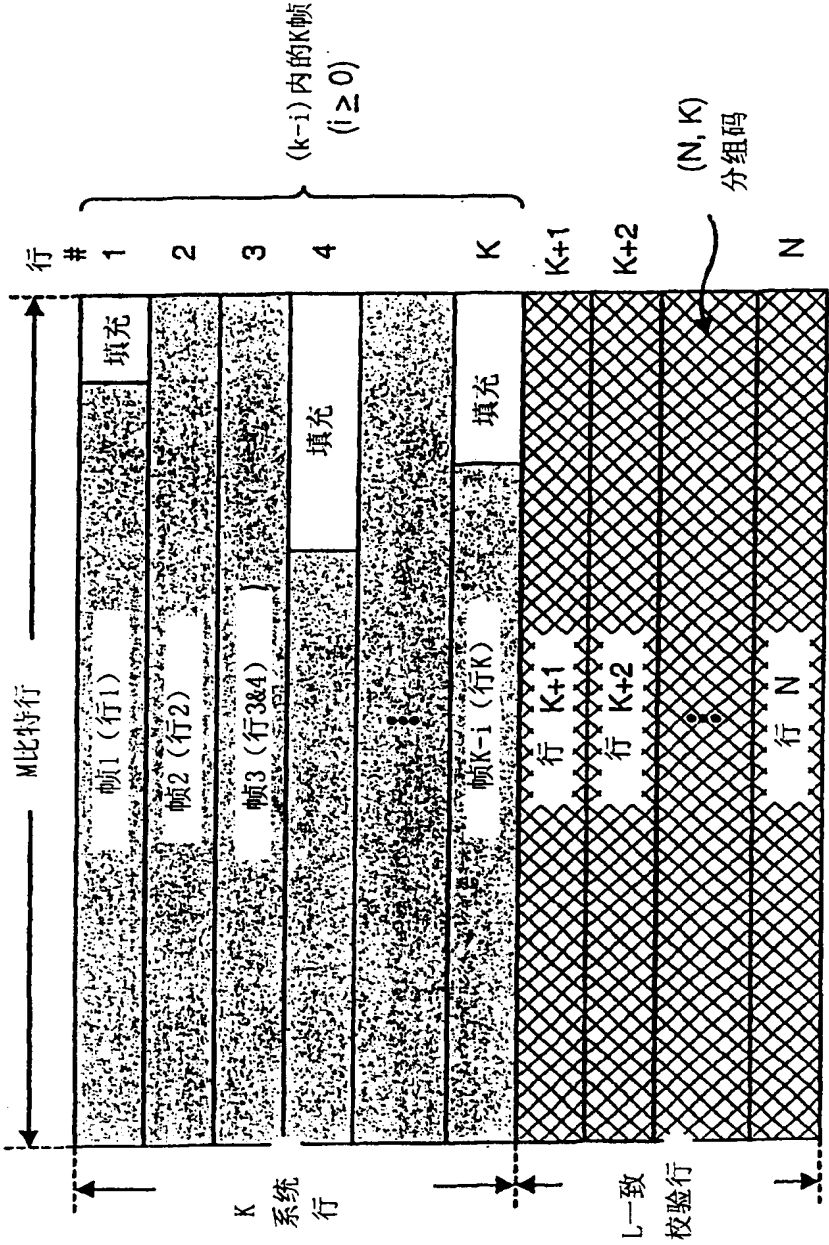 M比特行
行
#
帧1 (行1)
填充
1
帧2 (行2)
2
帧3 (行3&4)
3
填充
4
帧K-i (行K)
填充
K
行 K+1
K+1
行 K+2
K+2
行 N
N
K
系统
行
L一致
校验行
(k-i) 内的K帧
(i ≥ 0)
(N, K)
分组码